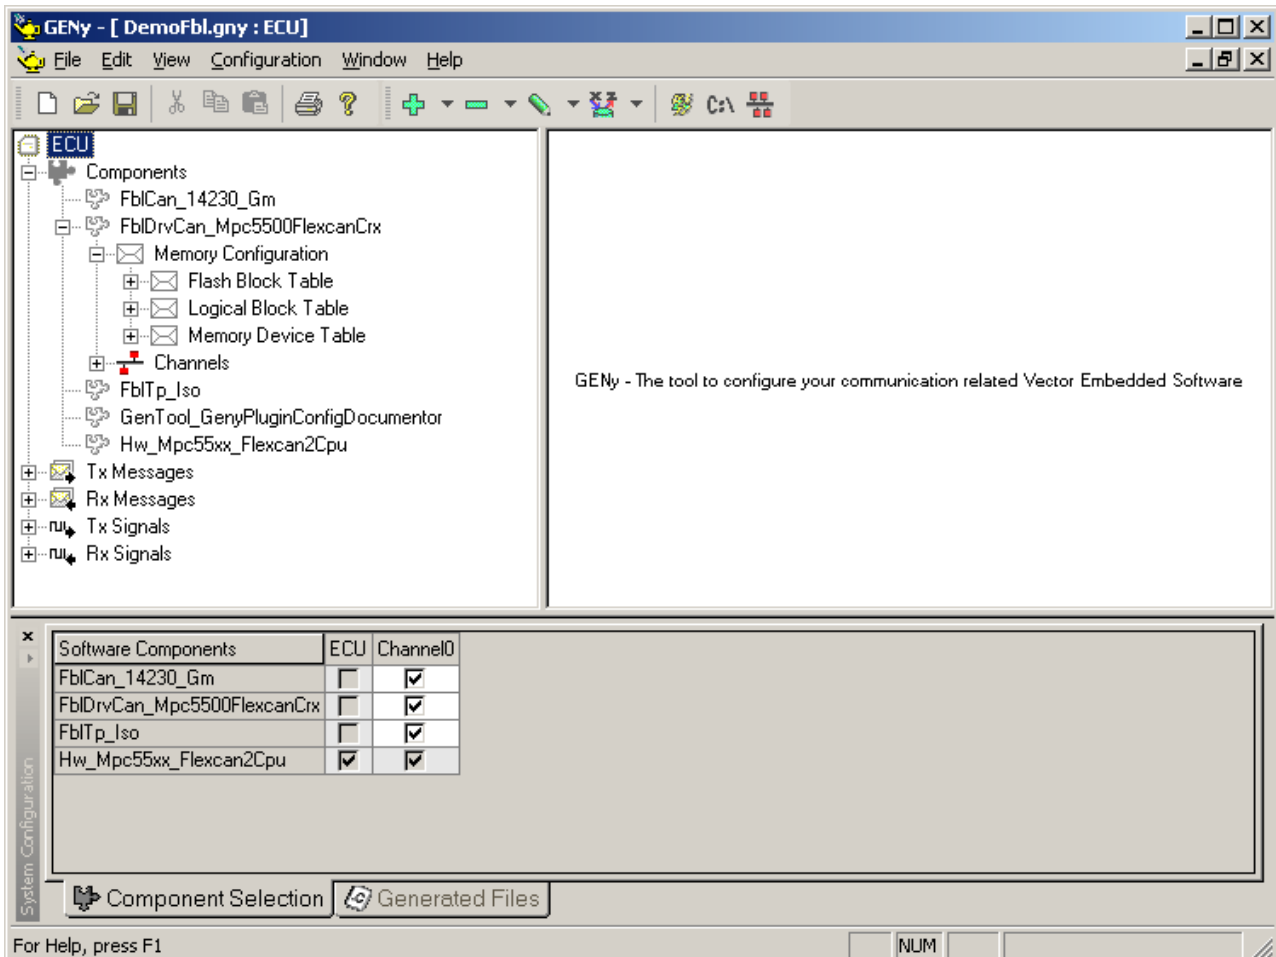 GENy - [ DemoFbl.gny : ECU]
File Edit View Configuration Window Help
C:\
ECU
Components
FblCan_14230_Gm
FblDrvCan_Mpc5500FlexcanCrx
Memory Configuration
Flash Block Table
Logical Block Table
Memory Device Table
Channels
FblTp_Iso
GenTool_GenyPluginConfigDocumentor
Hw_Mpc55xx_Flexcan2Cpu
Tx Messages
Rx Messages
Tx Signals
Rx Signals
GENy - The tool to configure your communication related Vector Embedded Software
Software Components ECU Channel0
FblCan_14230_Gm
FblDrvCan_Mpc5500FlexcanCrx
FblTp_Iso
Hw_Mpc55xx_Flexcan2Cpu
System Configuration
Component Selection Generated Files
For Help, press F1 NUM